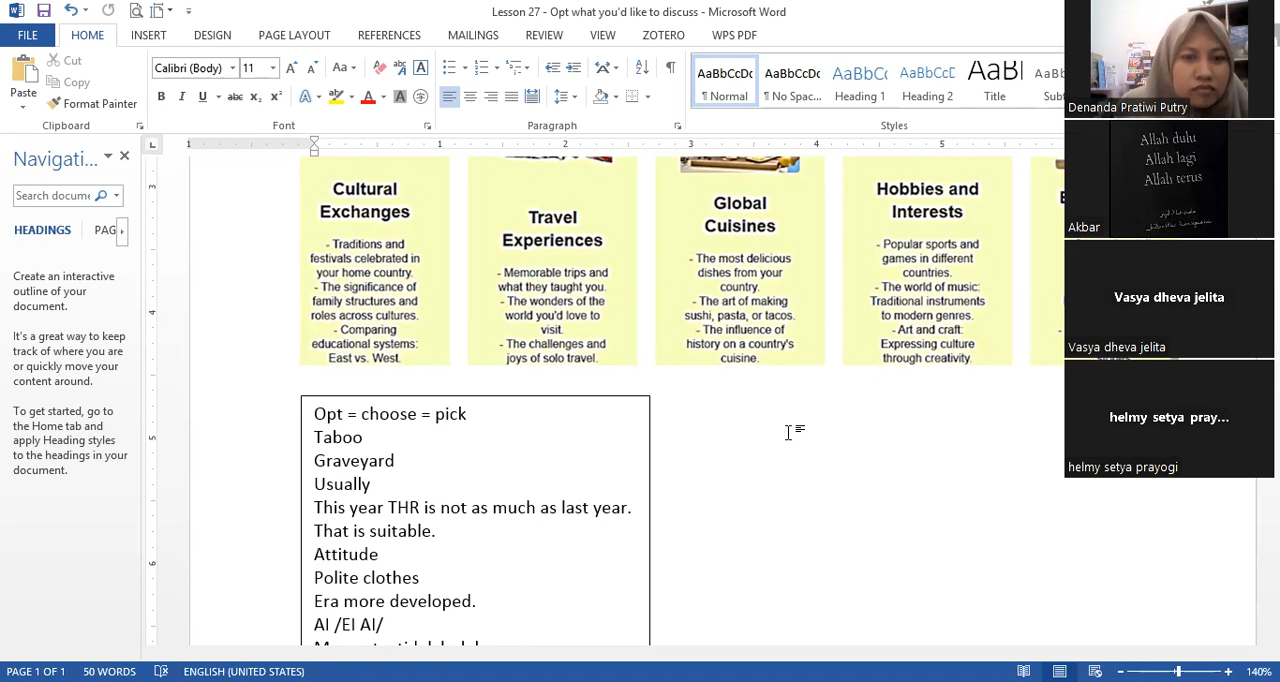 Lesson 27 - Opt what you'd like to discuss - Microsoft Word
FILE
HOME
INSERT
DESIGN
PAGE LAYOUT
REFERENCES
MAILINGS
REVIEW
VIEW
ZOTERO
WPS PDF
Paste
Cut
Copy
Format Painter
Clipboard
Calibri (Body)
11
Font
Paragraph
AaBbCcDc
¶ Normal
AaBbCcDc
¶ No Spac...
AaBbCc
Heading 1
AaBbCcD
Heading 2
AaBI
Title
AaBb
Subt
Styles
Navigati...
Search docume
HEADINGS
PAG
Create an interactive
outline of your
document.
It's a great way to keep
track of where you are
or quickly move your
content around.
To get started, go to
the Home tab and
apply Heading styles
to the headings in your
document.
Cultural
Exchanges
- Traditions and
festivals celebrated in
your home country.
- The significance of
family structures and
roles across cultures.
- Comparing
educational systems:
East vs. West.
Travel
Experiences
- Memorable trips and
what they taught you.
- The wonders of the
world you'd love to
visit.
- The challenges and
joys of solo travel.
Global
Cuisines
- The most delicious
dishes from your
country.
- The art of making
sushi, pasta, or tacos.
- The influence of
history on a country's
cuisine.
Hobbies and
Interests
- Popular sports and
games in different
countries.
- The world of music:
Traditional instruments
to modern genres.
- Art and craft:
Expressing culture
through creativity.
Opt = choose = pick
Taboo
Graveyard
Usually
This year THR is not as much as last year.
That is suitable.
Attitude
Polite clothes
Era more developed.
AI /EI AI/
Denanda Pratiwi Putry
Allah dulu
Allah lagi
Allah terus
Akbar
Vasya dheva jelita
Vasya dheva jelita
helmy setya pray...
helmy setya prayogi
PAGE 1 OF 1
50 WORDS
ENGLISH (UNITED STATES)
140%